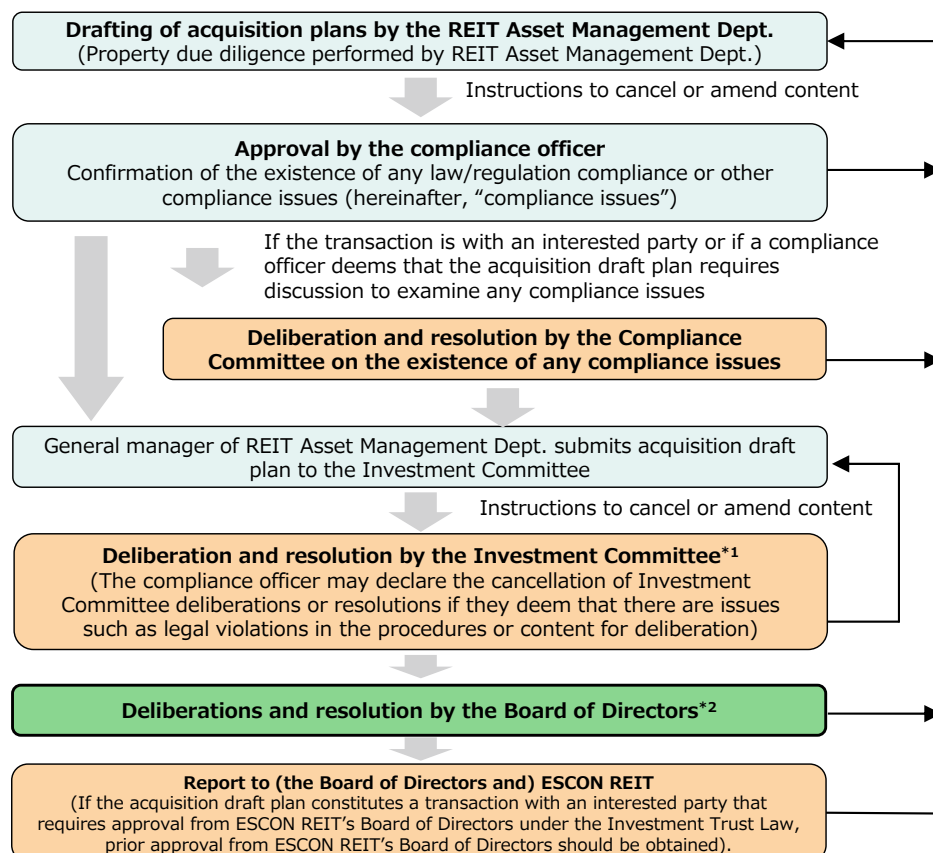 Drafting of acquisition plans by the REIT Asset Management Dept.
(Property due diligence performed by REIT Asset Management Dept.)
Instructions to cancel or amend content
Approval by the compliance officer
Confirmation of the existence of any law/regulation compliance or other
compliance issues (hereinafter, “compliance issues”)
If the transaction is with an interested party or if a compliance
officer deems that the acquisition draft plan requires
discussion to examine any compliance issues
Deliberation and resolution by the Compliance
Committee on the existence of any compliance issues
General manager of REIT Asset Management Dept. submits acquisition draft
plan to the Investment Committee
Instructions to cancel or amend content
Deliberation and resolution by the Investment Committee*1
(The compliance officer may declare the cancellation of Investment
Committee deliberations or resolutions if they deem that there are issues
such as legal violations in the procedures or content for deliberation)
Deliberations and resolution by the Board of Directors*2
Report to (the Board of Directors and) ESCON REIT
(If the acquisition draft plan constitutes a transaction with an interested party that
requires approval from ESCON REIT’s Board of Directors under the Investment Trust Law,
prior approval from ESCON REIT’s Board of Directors should be obtained).